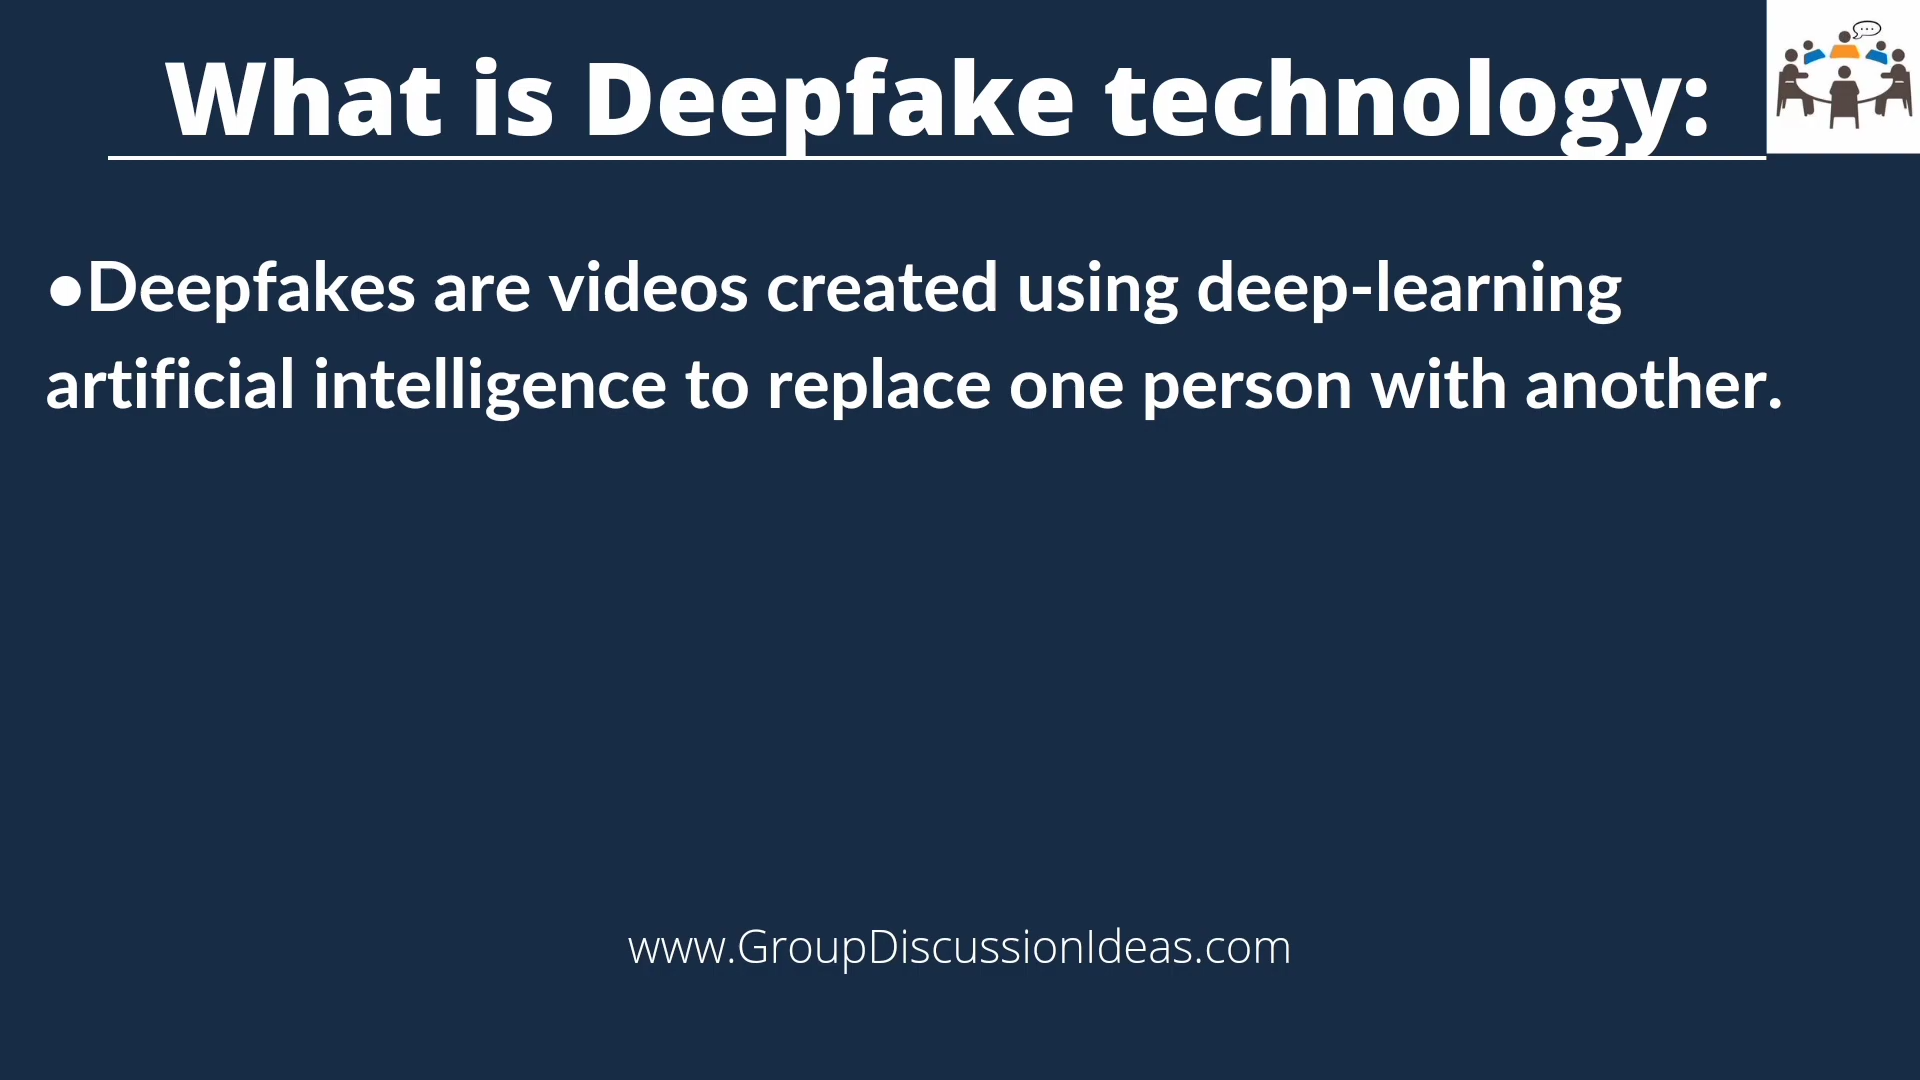 What is Deepfake technology:
●Deepfakes are videos created using deep-learning
artificial intelligence to replace one person with another.
www.GroupDiscussionIdeas.com